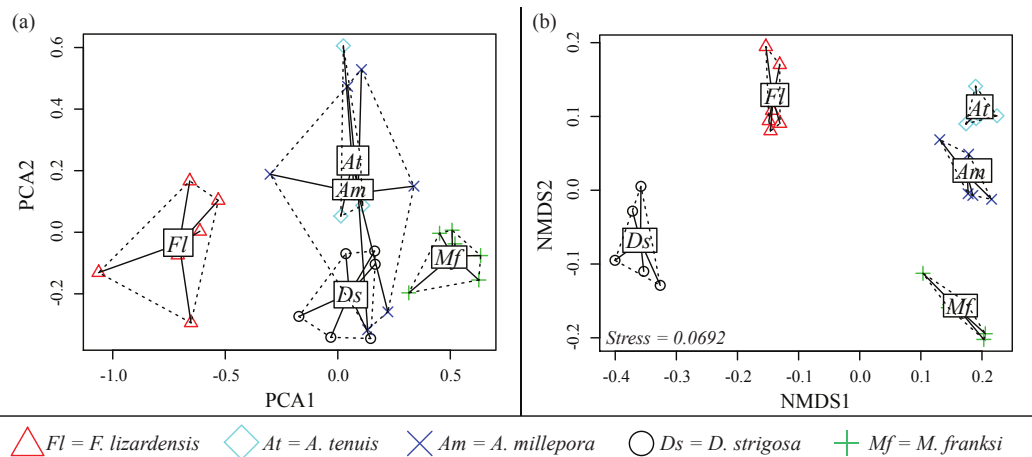 (a)
PCA2
0.6
0.4
0.2
0.0
-0.2
At
Am
Fl
Mf
Ds
-1.0 -0.5 0.0 0.5
PCA1
(b)
NMDS2
0.2
0.1
0.0
-0.1
-0.2
Fl
At
Am
Ds
Mf
Stress = 0.0692
-0.4 -0.3 -0.2 -0.1 0.0 0.1 0.2
NMDS1
Fl = F. lizardensis At = A. tenuis Am = A. millepora Ds = D. strigosa Mf = M. franksi